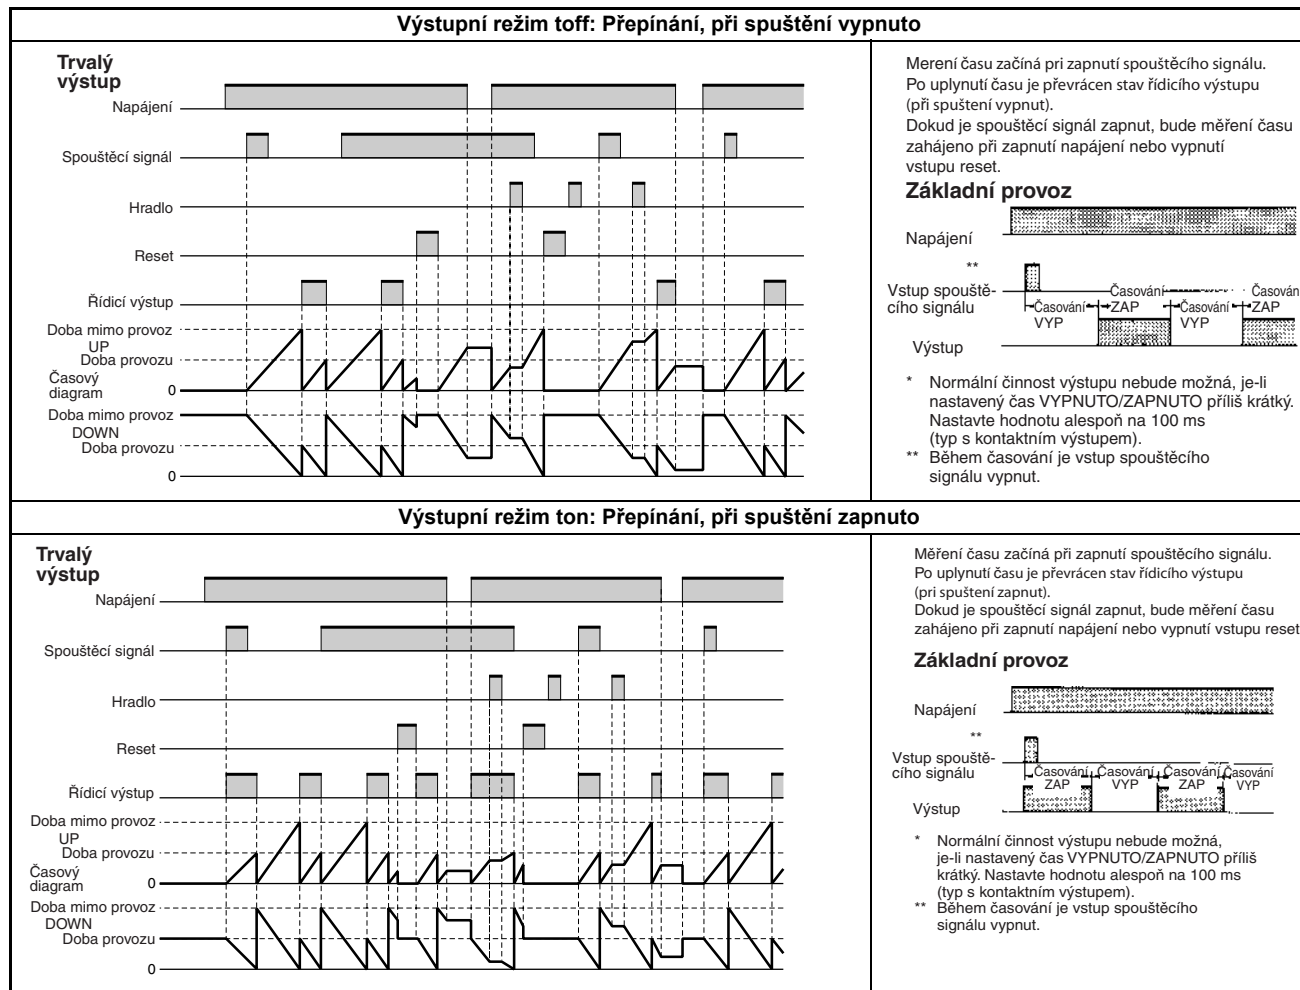 Výstupní režim toff: Přepínání, při spuštění vypnuto
Trvalý
výstup
Napájení
Spouštěcí signál
Hradlo
Reset
Řídicí výstup
Doba mimo provoz
UP
Doba provozu
Časový
diagram
0
Doba mimo provoz
DOWN
Doba provozu
0
Merení času začíná pri zapnutí spouštěcího signálu.
Po uplynutí času je převrácen stav řídicího výstupu
(při spuštení vypnut).
Dokud je spouštěcí signál zapnut, bude měření času
zahájeno při zapnutí napájení nebo vypnutí
vstupu reset.
Základní provoz
Napájení
**
Vstup spouště-
cího signálu
Časování
VYP
Časování
ZAP
Časování
VYP
Časován
ZAP
Výstup
* Normální činnost výstupu nebude možná, je-li
nastavený čas VYPNUTO/ZAPNUTO příliš krátký.
Nastavte hodnotu alespoň na 100 ms
(typ s kontaktním výstupem).
** Během časování je vstup spouštěcího
signálu vypnut.
Výstupní režim ton: Přepínání, při spuštění zapnuto
Trvalý
výstup
Napájení
Spouštěcí signál
Hradlo
Reset
Řídicí výstup
Doba mimo provoz
UP
Doba provozu
Časový
diagram
0
Doba mimo provoz
DOWN
Doba provozu
0
Měření času začíná při zapnutí spouštěcího signálu.
Po uplynutí času je převrácen stav řídicího výstupu
(pri spuštení zapnut).
Dokud je spouštěcí signál zapnut, bude měření času
zahájeno při zapnutí napájení nebo vypnutí vstupu reset
Základní provoz
Napájení
**
Vstup spouště-
cího signálu
Časování
ZAP
Časování
VYP
Časování
ZAP
Časování
VYP
Výstup
* Normální činnost výstupu nebude možná,
je-li nastavený čas VYPNUTO/ZAPNUTO příliš
krátký. Nastavte hodnotu alespoň na 100 ms
(typ s kontaktním výstupem).
** Během časování je vstup spouštěcího
signálu vypnut.